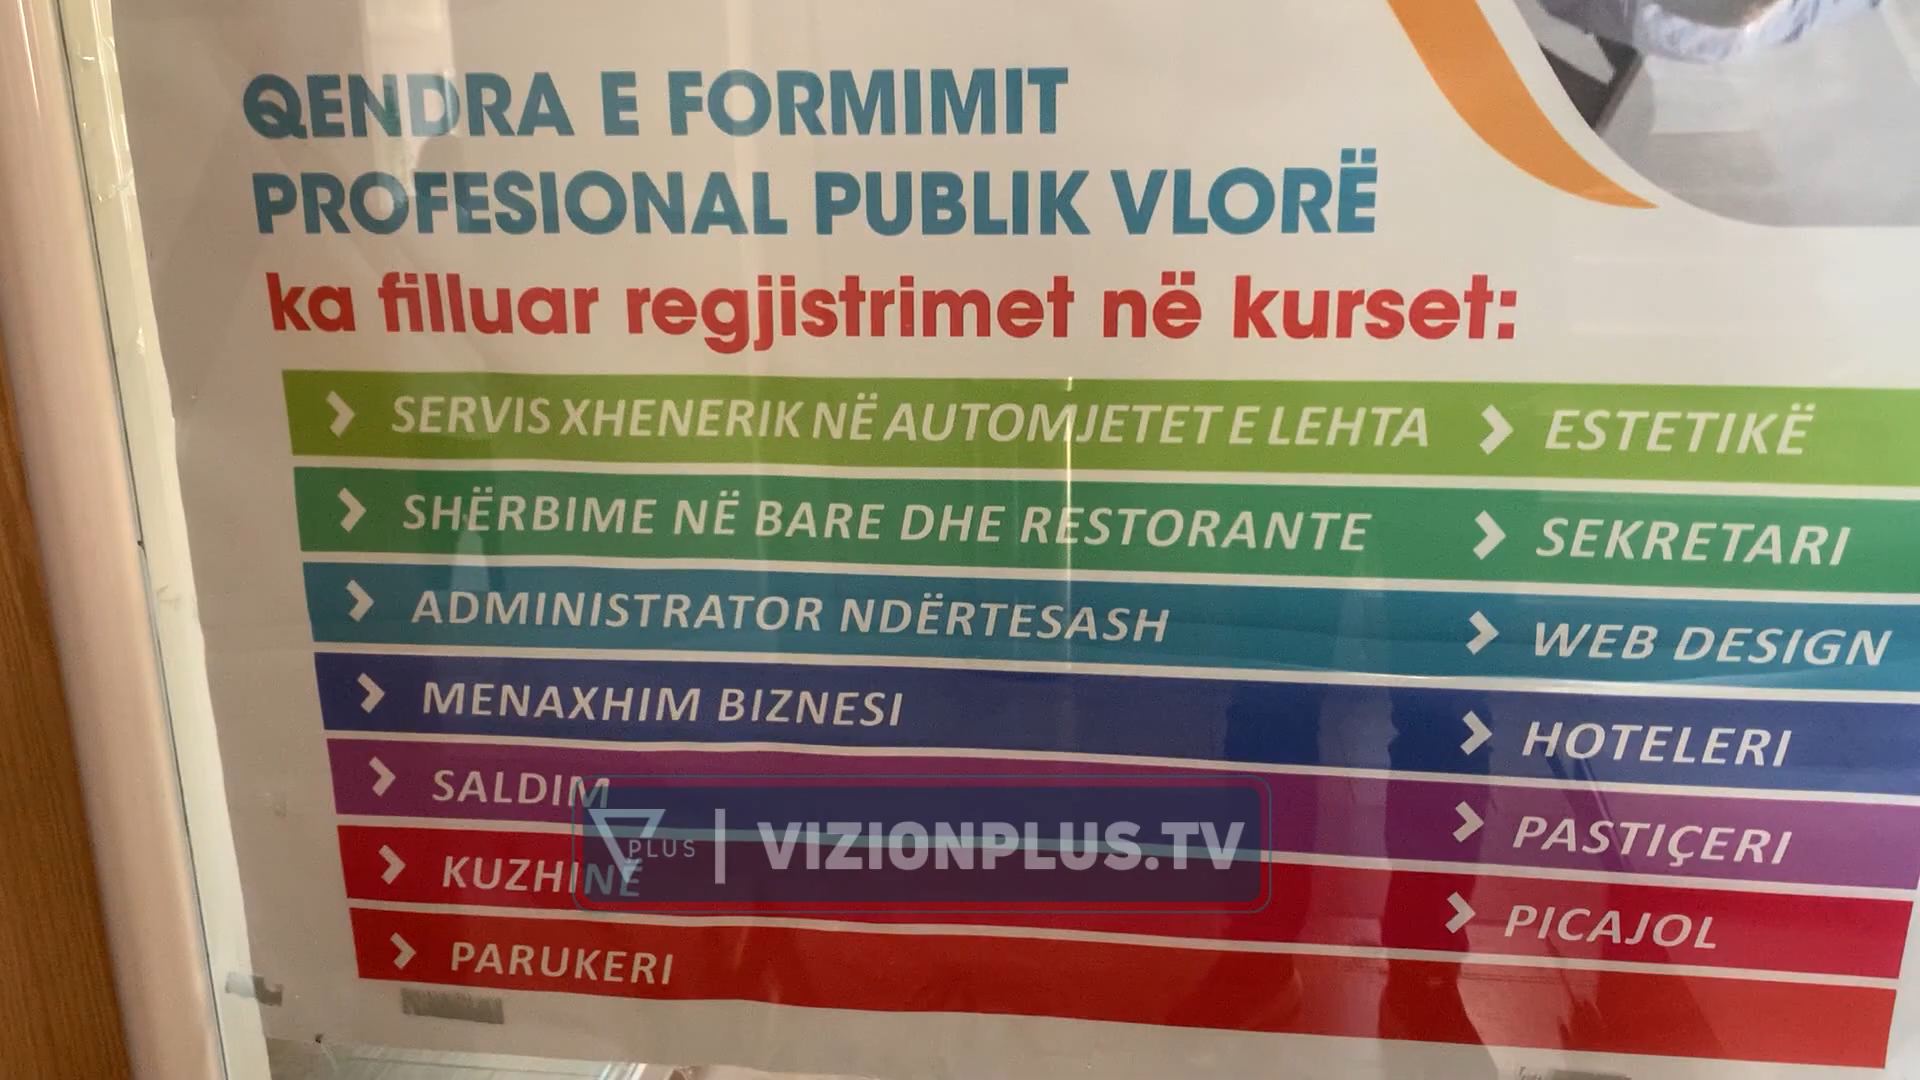 QENDRA E FORMIMIT
PROFESIONAL PUBLIK VLORË
ka filluar regjistrimet në kurset:
SERVIS XHENERIK NË AUTOMJETET E LEHTA
ESTETIKË
SHËRBIME NË BARE DHE RESTORANTE
SEKRETARI
ADMINISTRATOR NDËRTESASH
WEB DESIGN
MENAXHIM BIZNESI
HOTELERI
SALDIM
PASTIÇERI
KUZHINË
PICAJOL
PARUKERI
PLUS | VIZIONPLUS.TV